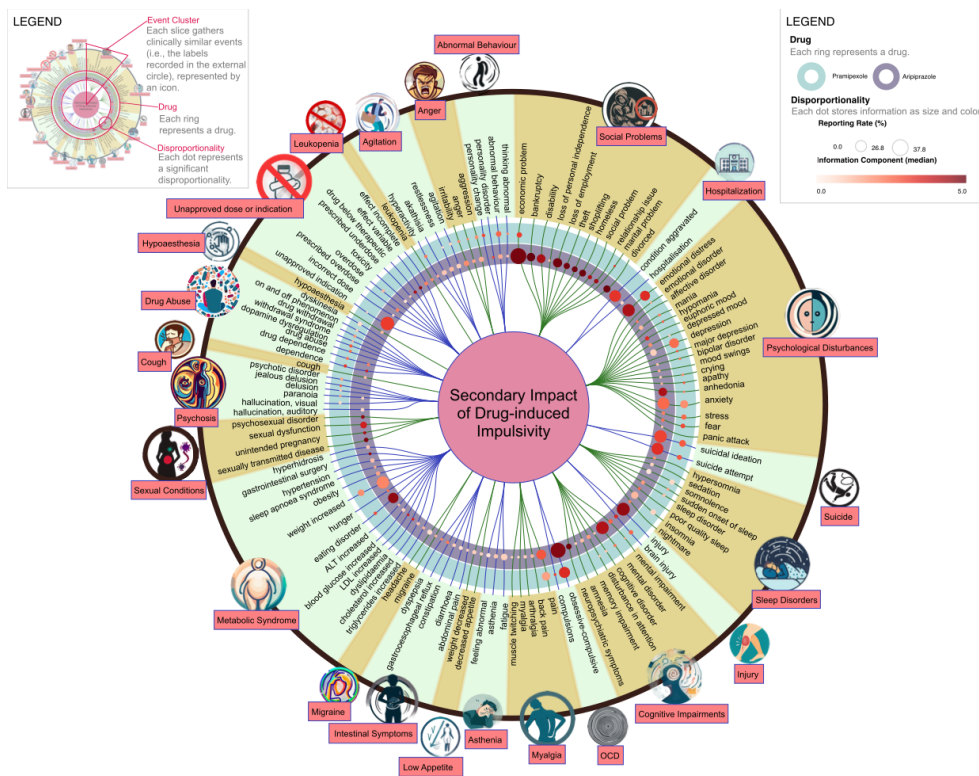 LEGEND
Event Cluster
Each slice gathers
clinically similar events
(i.e., the labels
recorded in the external
circle), represented by
an icon.
Drug
Each ring
represents a drug.
Disproportionality
Each dot represents
a significant
disproportionality.
LEGEND
Drug
Each ring represents a drug.
Pramipexole
Aripiprazole
Disporportionality
Each dot stores information as size and color
Reporting Rate (%)
0.0
26.8
37.8
Information Component (median)
0.0
5.0
Secondary Impact
of Drug-induced
Impulsivity
Abnormal Behaviour
Social Problems
Hospitalization
Psychological Disturbances
Suicide
Sleep Disorders
Injury
Cognitive Impairments
OCD
Myalgia
Asthenia
Low Appetite
Intestinal Symptoms
Migraine
Metabolic Syndrome
Sexual Conditions
Psychosis
Cough
Drug Abuse
Hypoaesthesia
Unapproved dose or indication
Leukopenia
Agitation
Anger
economic problem
bankruptcy
disability
loss of personal independence
loss of employment
theft
shoplifting
homeless
social problem
relationship issue
marital problem
divorced
condition aggravated
hospitalisation
emotional distress
emotional disorder
affective disorder
mania
hypomania
euphoric mood
depressed mood
depression
major depression
bipolar disorder
mood swings
crying
apathy
anhedonia
anxiety
stress
fear
panic attack
suicidal ideation
suicide attempt
hypersomnia
sedation
somnolence
sudden onset of sleep
sleep disorder
poor quality sleep
insomnia
nightmare
injury
brain injury
mental impairment
mental disorder
cognitive disorder
disturbance in attention
memory impairment
amnesia
neuropsychiatric symptoms
obsessive-compulsive
compulsions
pain
back pain
arthralgia
myalgia
muscle twitching
fatigue
asthenia
feeling abnormal
decreased appetite
weight decreased
abdominal pain
diarrhoea
constipation
gastrooesophageal reflux
dyspepsia
migraine
headache
triglycerides increased
cholesterol increased
dyslipidaemia
LDL increased
blood glucose increased
ALT increased
eating disorder
hunger
weight increased
obesity
sleep apnoea syndrome
hypertension
gastrointestinal surgery
hyperhidrosis
sexually transmitted disease
unintended pregnancy
sexual dysfunction
psychosexual disorder
hallucination, auditory
hallucination, visual
paranoia
delusion
jealous delusion
psychotic disorder
cough
dependence
drug dependence
drug abuse
dopamine dysregulation
withdrawal syndrome
drug withdrawal
on and off phenomenon
dyskinesia
hypoaesthesia
unapproved indication
incorrect dose
prescribed overdose
toxicity
prescribed underdose
drug below therapeutic
effect variable
effect incomplete
leukopenia
hyperactivity
akathisia
restlessness
agitation
irritability
anger
aggression
personality change
personality disorder
abnormal behaviour
thinking abnormal